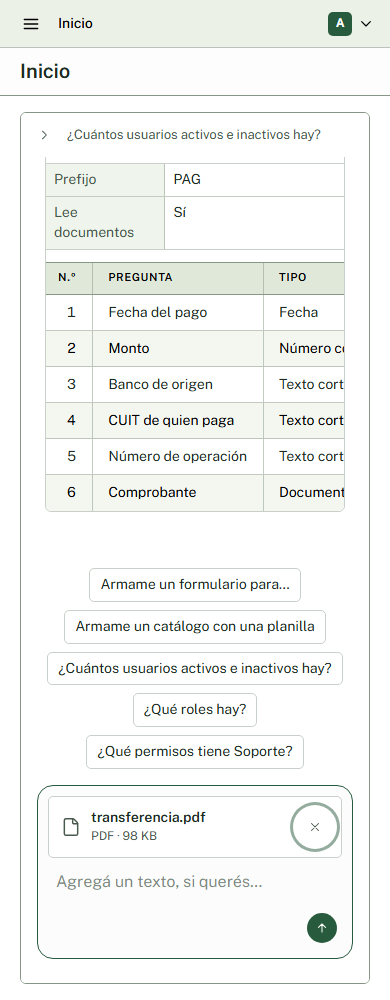 Inicio
A
Inicio
¿Cuántos usuarios activos e inactivos hay?
Prefijo PAG
Lee documentos Sí
N.º PREGUNTA TIPO
1 Fecha del pago Fecha
2 Monto Número
3 Banco de origen Texto
4 CUIT de quien paga Texto
5 Número de operación Texto
6 Comprobante Document
Armame un formulario para...
Armame un catálogo con una planilla
¿Cuántos usuarios activos e inactivos hay?
¿Qué roles hay?
¿Qué permisos tiene Soporte?
transferencia.pdf
PDF · 98 KB
Agregá un texto, si querés...